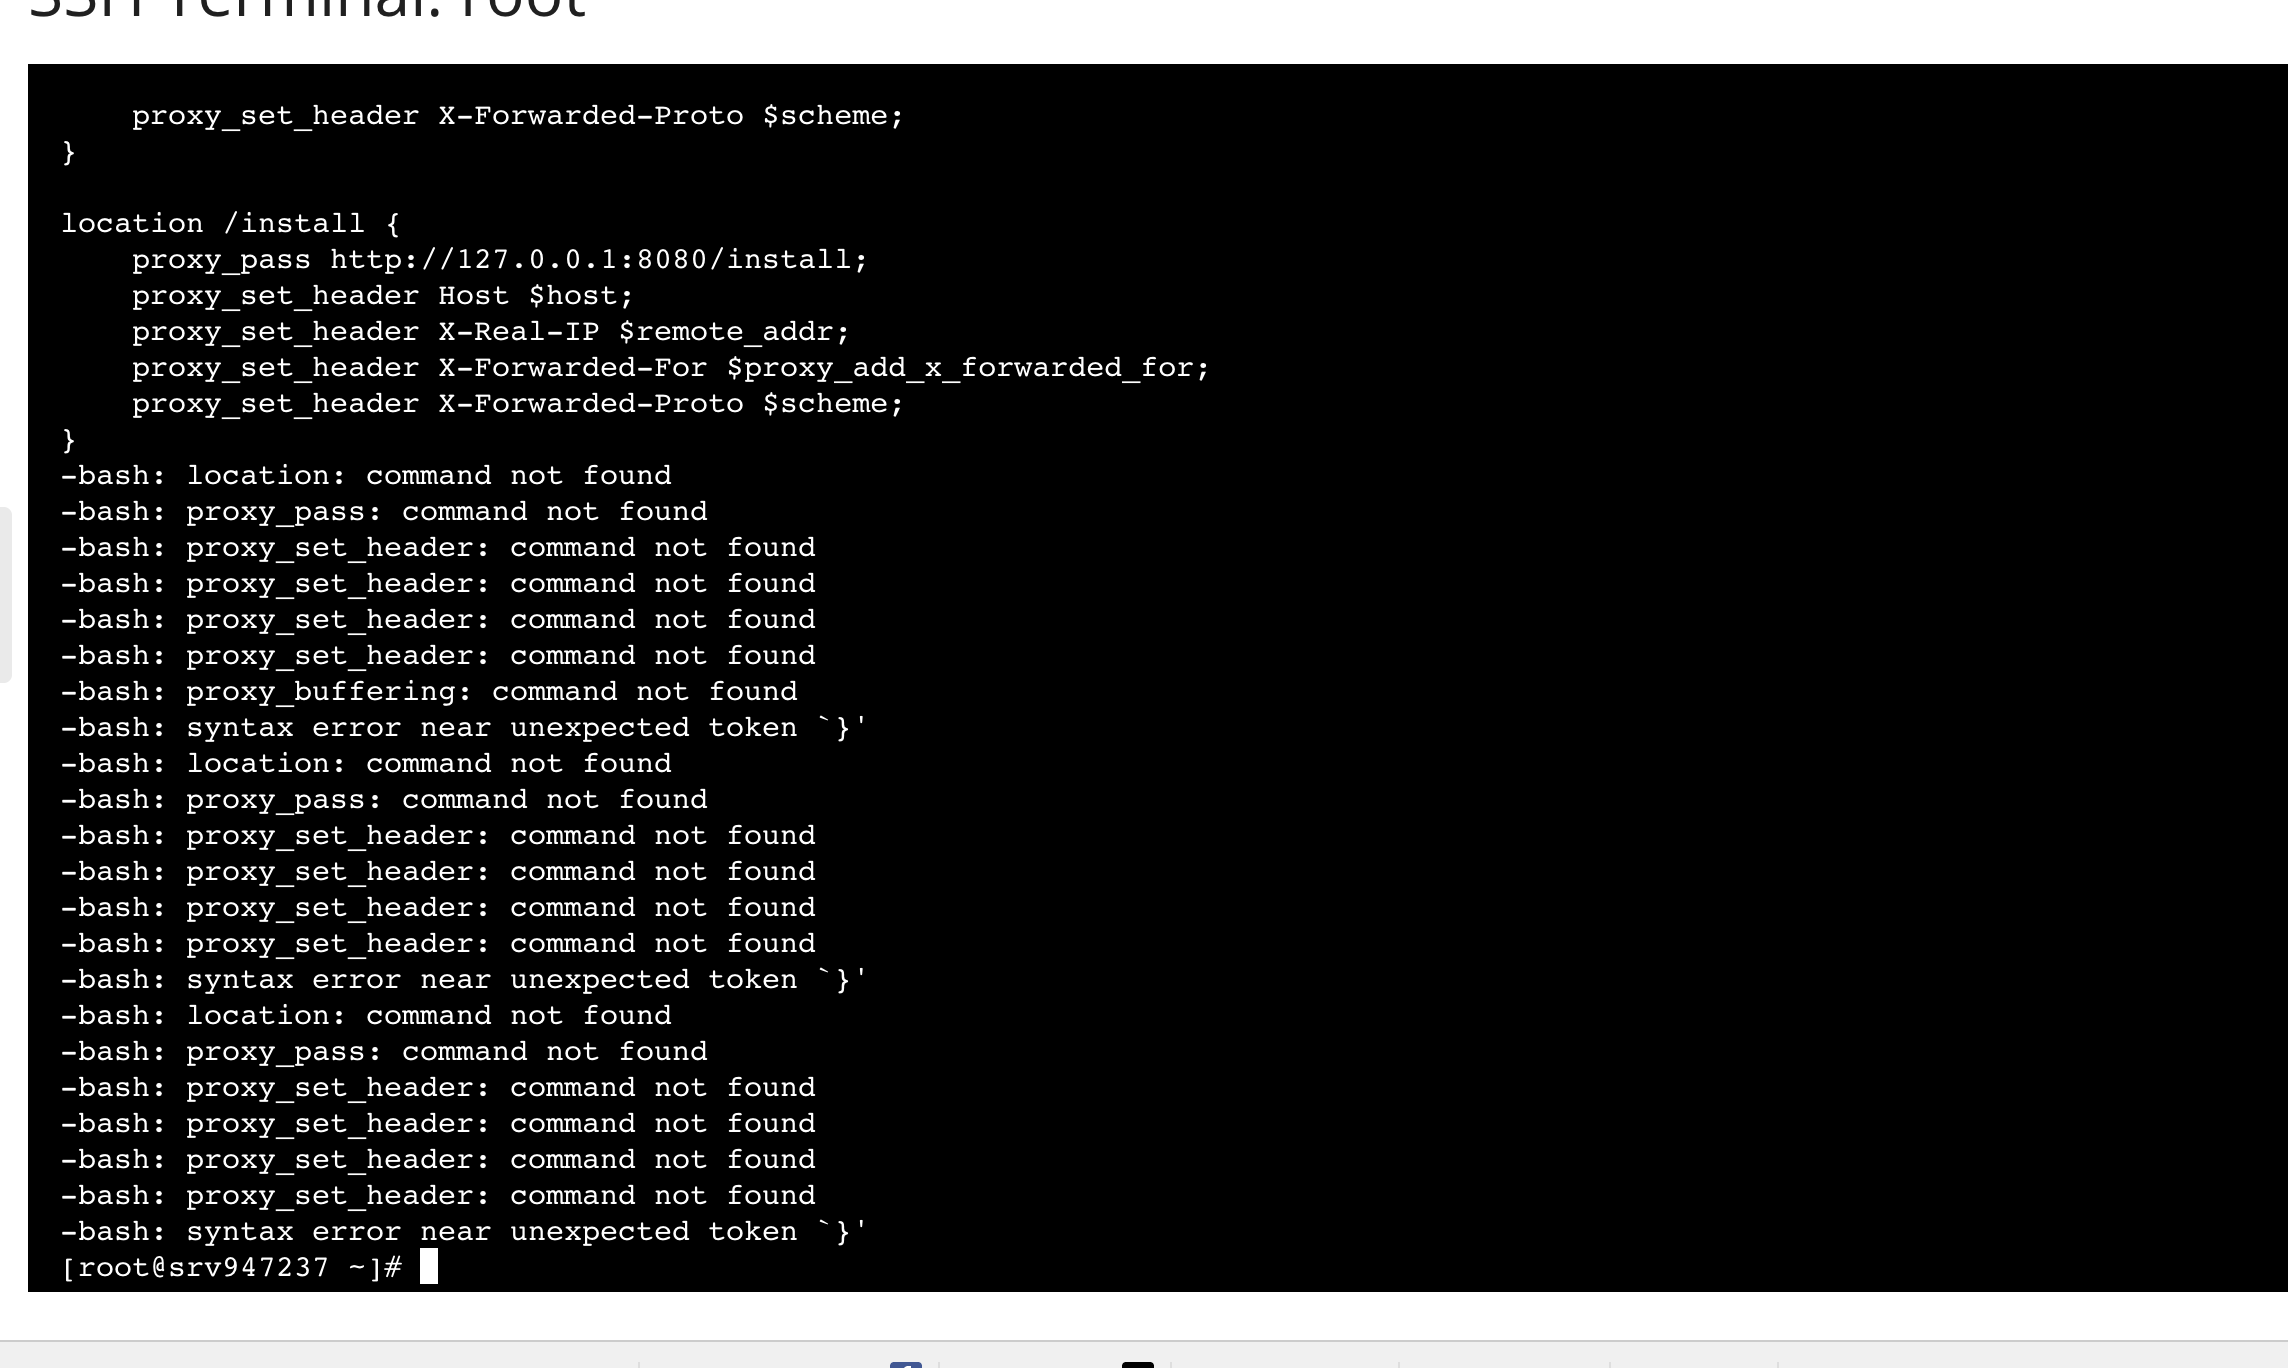 SSH Terminal: root
proxy_set_header X-Forwarded-Proto $scheme;
}
location /install {
proxy_pass http://127.0.0.1:8080/install;
proxy_set_header Host $host;
proxy_set_header X-Real-IP $remote_addr;
proxy_set_header X-Forwarded-For $proxy_add_x_forwarded_for;
proxy_set_header X-Forwarded-Proto $scheme;
}
-bash: location: command not found
-bash: proxy_pass: command not found
-bash: proxy_set_header: command not found
-bash: proxy_set_header: command not found
-bash: proxy_set_header: command not found
-bash: proxy_set_header: command not found
-bash: proxy_buffering: command not found
-bash: syntax error near unexpected token `}'
-bash: location: command not found
-bash: proxy_pass: command not found
-bash: proxy_set_header: command not found
-bash: proxy_set_header: command not found
-bash: proxy_set_header: command not found
-bash: proxy_set_header: command not found
-bash: syntax error near unexpected token `}'
-bash: location: command not found
-bash: proxy_pass: command not found
-bash: proxy_set_header: command not found
-bash: proxy_set_header: command not found
-bash: proxy_set_header: command not found
-bash: proxy_set_header: command not found
-bash: syntax error near unexpected token `}'
[root@srv947237 ~]#